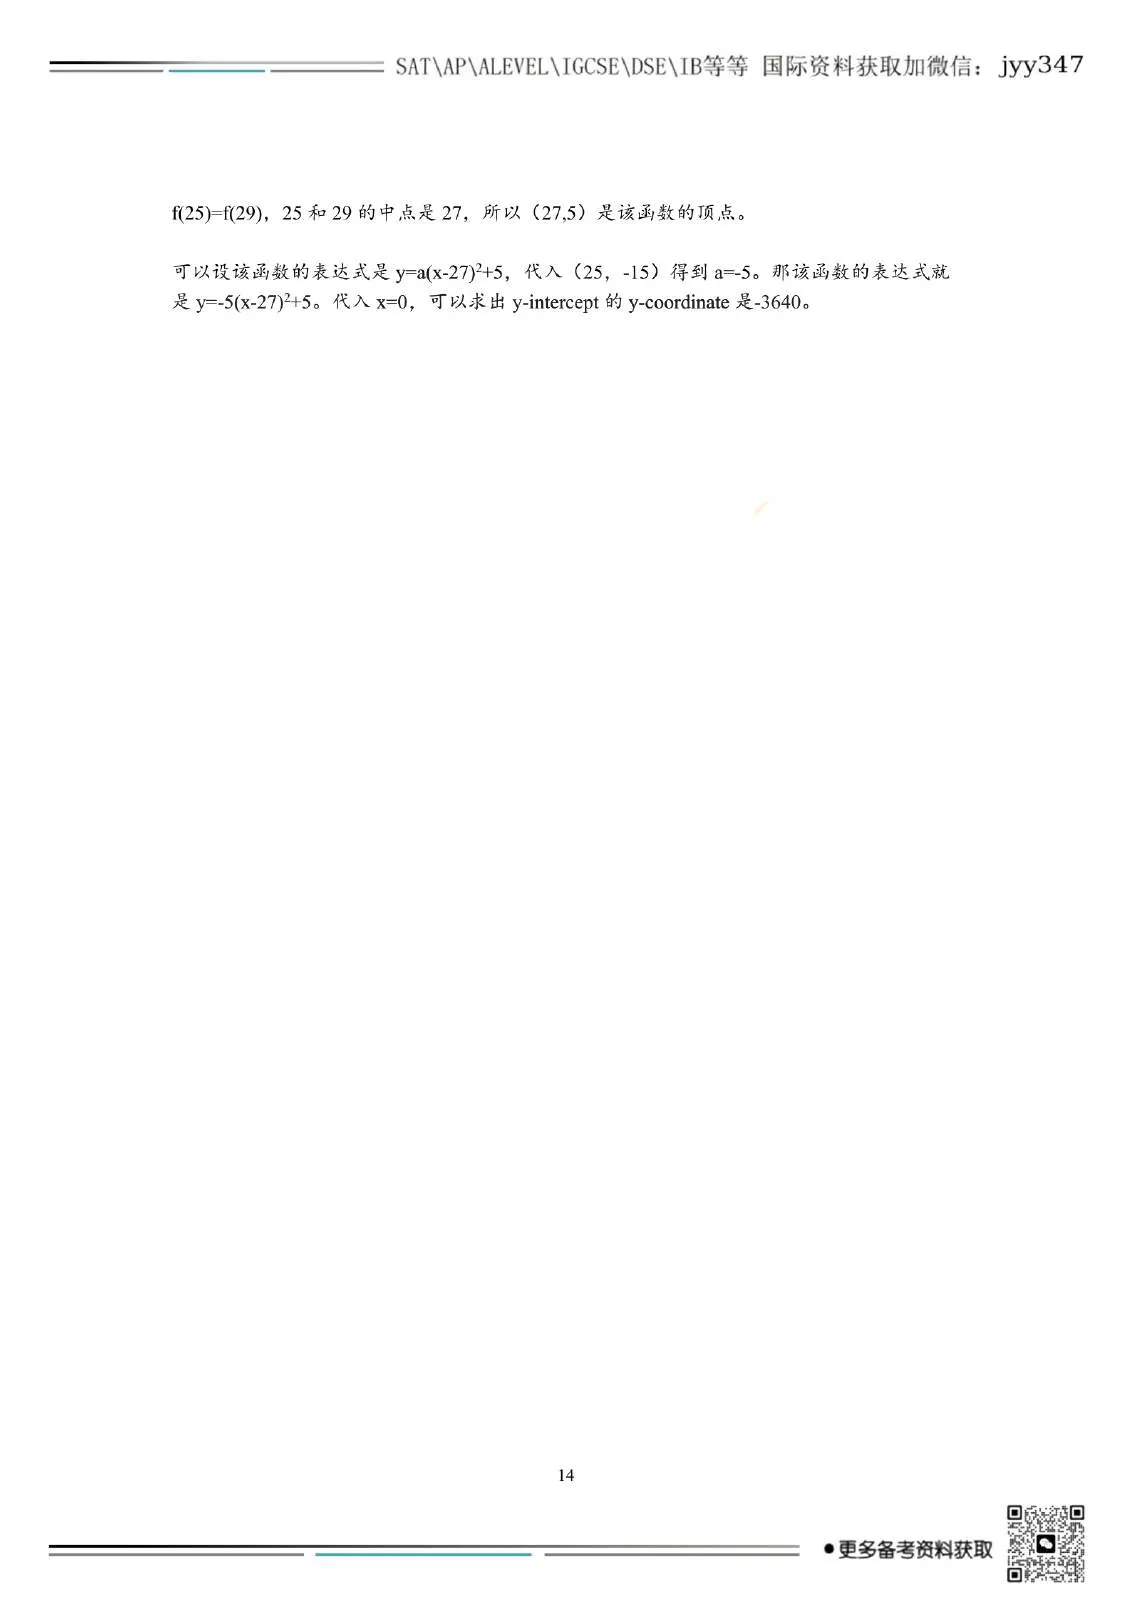 SAT\AP\ALEVEL\IGCSE\DSE\IB等等 国际资料获取加微信：jyy347
f(25)=f(29)，25 和 29 的中点是 27，所以（27,5）是该函数的顶点。
可以设该函数的表达式是 y=a(x-27)²+5，代入（25，-15）得到 a=-5。那该函数的表达式就
是 y=-5(x-27)²+5。代入 x=0，可以求出 y-intercept 的 y-coordinate 是-3640。
14
●更多备考资料获取